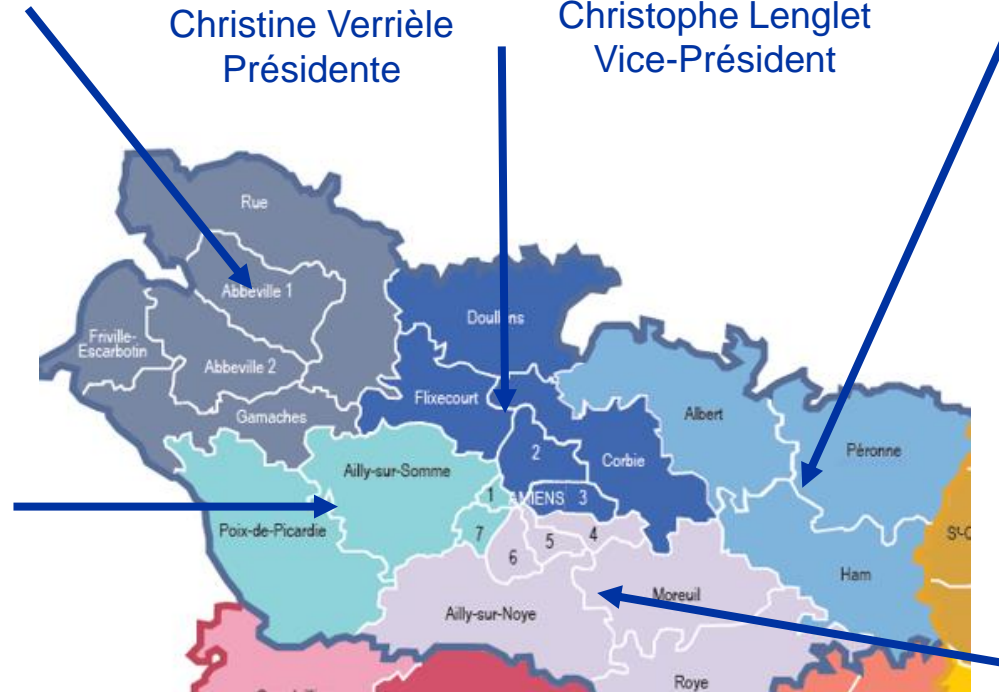 Christine Verrièle
Présidente
Christophe Lenglet
Vice-Président
Rue
Abbeville 1
Friville-
Escarbotin
Abbeville 2
Gamaches
Doullens
Flixecourt
Albert
Péronne
Corbie
2
Ailly-sur-Somme
1
AMIENS 3
Poix-de-Picardie
7
6
5
4
Ham
Moreuil
Ailly-sur-Noye
Roye